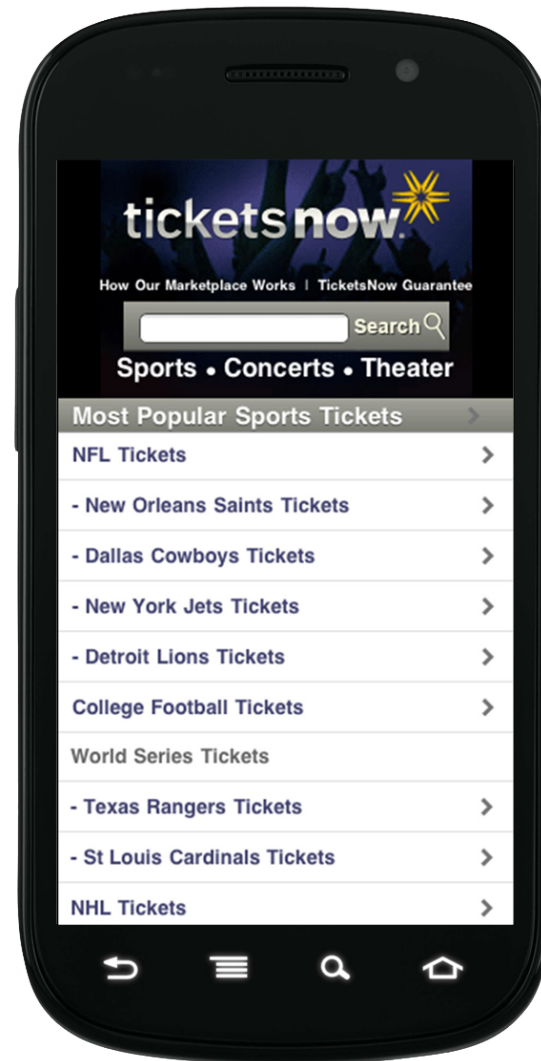 ticketsnow.
How Our Marketplace Works | TicketsNow Guarantee
Search
Sports • Concerts • Theater
Most Popular Sports Tickets
NFL Tickets
- New Orleans Saints Tickets
- Dallas Cowboys Tickets
- New York Jets Tickets
- Detroit Lions Tickets
College Football Tickets
World Series Tickets
- Texas Rangers Tickets
- St Louis Cardinals Tickets
NHL Tickets